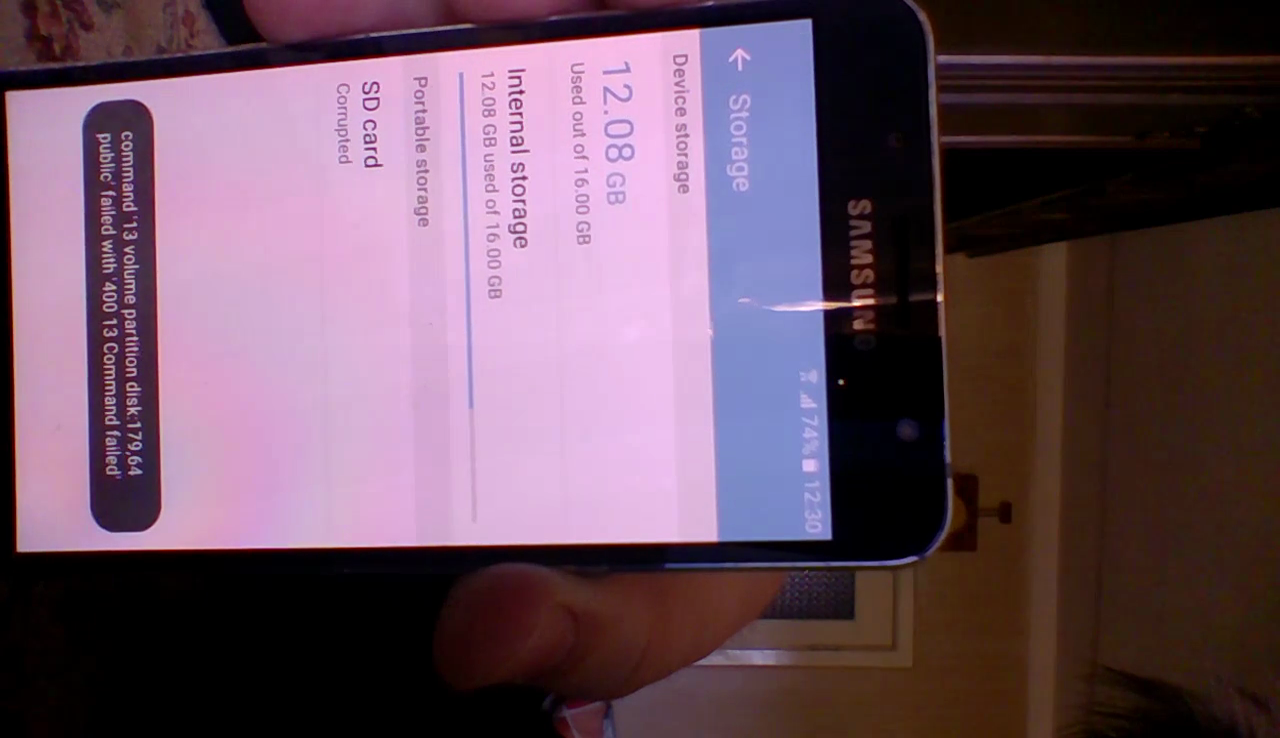 SAMSUNG
74% 12:30
Storage
Device storage
12.08 GB
Used out of 16.00 GB
Internal storage
12.08 GB used of 16.00 GB
Portable storage
SD card
Corrupted
command '13 volume partition disk:179,64
public' failed with '400 13 Command failed'